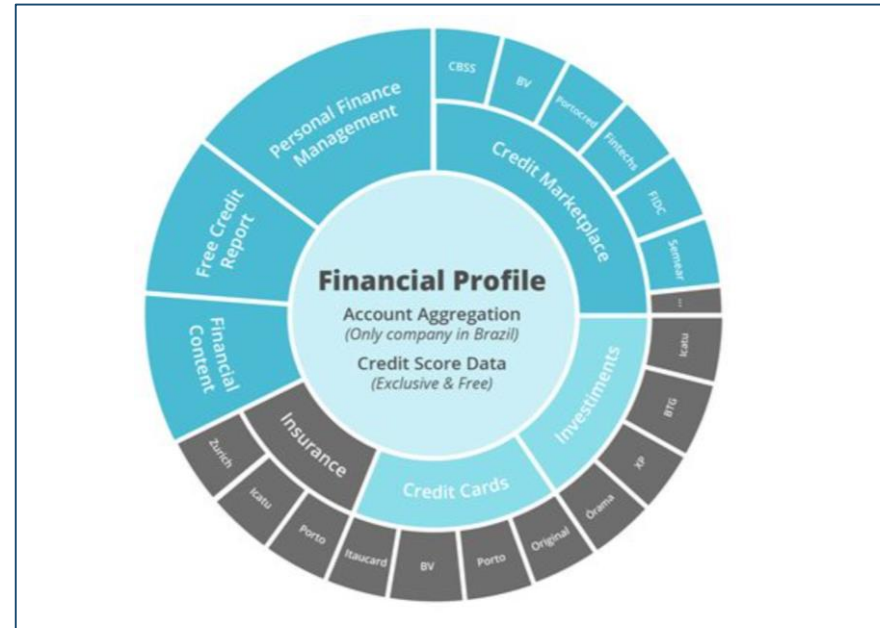 Financial Profile
Account Aggregation
(Only company in Brazil)
Credit Score Data
(Exclusive & Free)
Personal Finance
Management
Free Credit
Report
Financial
Content
Credit Marketplace
CBSS
BV
Portocred
Fintechs
FIDC
Semear
...
Investiments
Icatu
BTG
XP
Órama
Credit Cards
Original
Porto
BV
Itaucard
Insurance
Porto
Icatu
Zurich